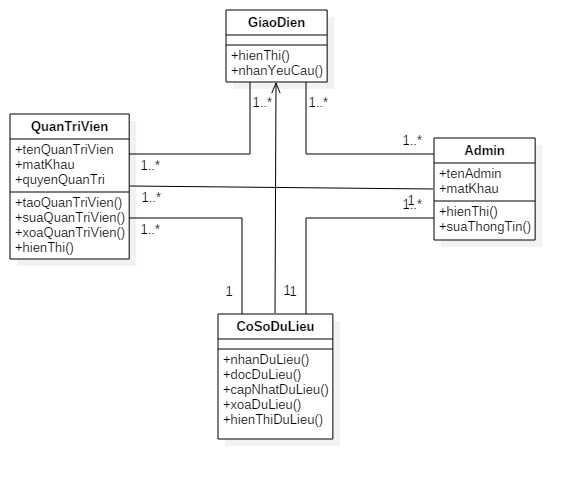 GiaoDien
+hienThi()
+nhanYeuCau()
1..*
1..*
QuanTriVien
+tenQuanTriVien
+matKhau
+quyenQuanTri
+taoQuanTriVien()
+suaQuanTriVien()
+xoaQuanTriVien()
+hienThi()
1..*
1..*
1..*
1..*
1
1..*
Admin
+tenAdmin
+matKhau
+hienThi()
+suaThongTin()
1
1
1
CoSoDuLieu
+nhanDuLieu()
+docDuLieu()
+capNhatDuLieu()
+xoaDuLieu()
+hienThiDuLieu()